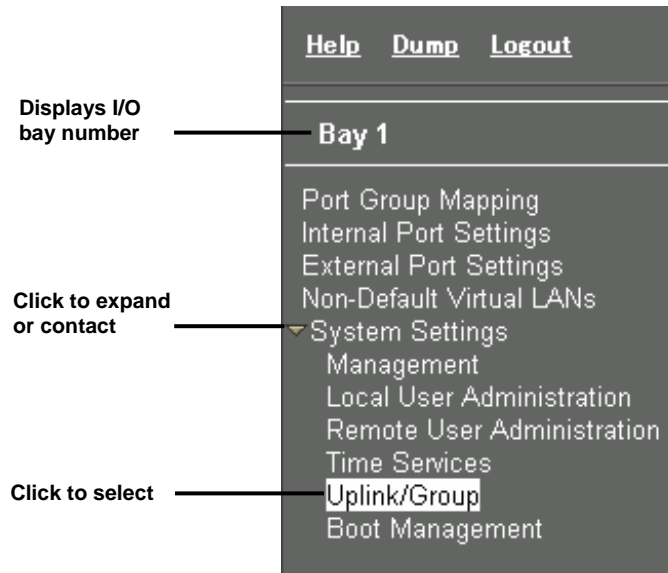 Help Dump Logout
Displays I/O
bay number
Bay 1
Port Group Mapping
Internal Port Settings
External Port Settings
Non-Default Virtual LANs
Click to expand
or contact
System Settings
Management
Local User Administration
Remote User Administration
Time Services
Click to select
Uplink/Group
Boot Management